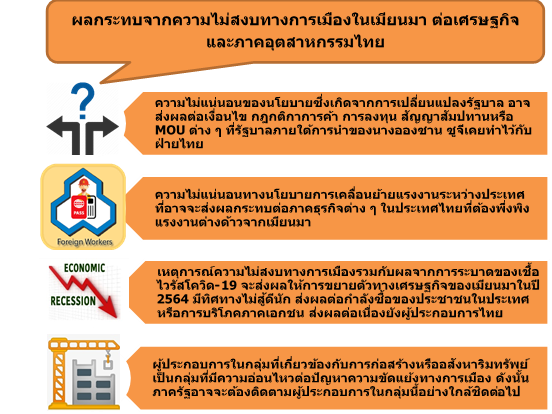 ผลกระทบจากความไม่สงบทางการเมืองในเมียนมา ต่อเศรษฐกิจ
และภาคอุตสาหกรรมไทย
?
ความไม่แน่นอนของนโยบายซึ่งเกิดจากการเปลี่ยนแปลงรัฐบาล อาจ
ส่งผลต่อเงื่อนไข กฎกติกาการค้า การลงทุน สัญญาสัมปทานหรือ
MOU ต่าง ๆ ที่รัฐบาลภายใต้การนำของนางอองซาน ซูจีเคยทำไว้กับ
ฝ่ายไทย
PASS
Foreign Workers
ความไม่แน่นอนทางนโยบายการเคลื่อนย้ายแรงงานระหว่างประเทศ
ที่อาจจะส่งผลกระทบต่อภาคธุรกิจต่าง ๆ ในประเทศไทยที่ต้องพึ่งพิง
แรงงานต่างด้าวจากเมียนมา
ECONOMIC
RECESSION
เหตุการณ์ความไม่สงบทางการเมืองรวมกับผลจากการระบาดของเชื้อ
ไวรัสโควิด-19 จะส่งผลให้การขยายตัวทางเศรษฐกิจของเมียนมาในปี
2564 มีทิศทางไม่สู้ดีนัก ส่งผลต่อกำลังซื้อของประชาชนในประเทศ
หรือการบริโภคภาคเอกชน ส่งผลต่อเนื่องยังผู้ประกอบการไทย
ผู้ประกอบการในกลุ่มที่เกี่ยวข้องกับการก่อสร้างหรืออสังหาริมทรัพย์
เป็นกลุ่มที่มีความอ่อนไหวต่อปัญหาความขัดแย้งทางการเมือง ดังนั้น
ภาครัฐอาจจะต้องติดตามผู้ประกอบการในกลุ่มนี้อย่างใกล้ชิดต่อไป